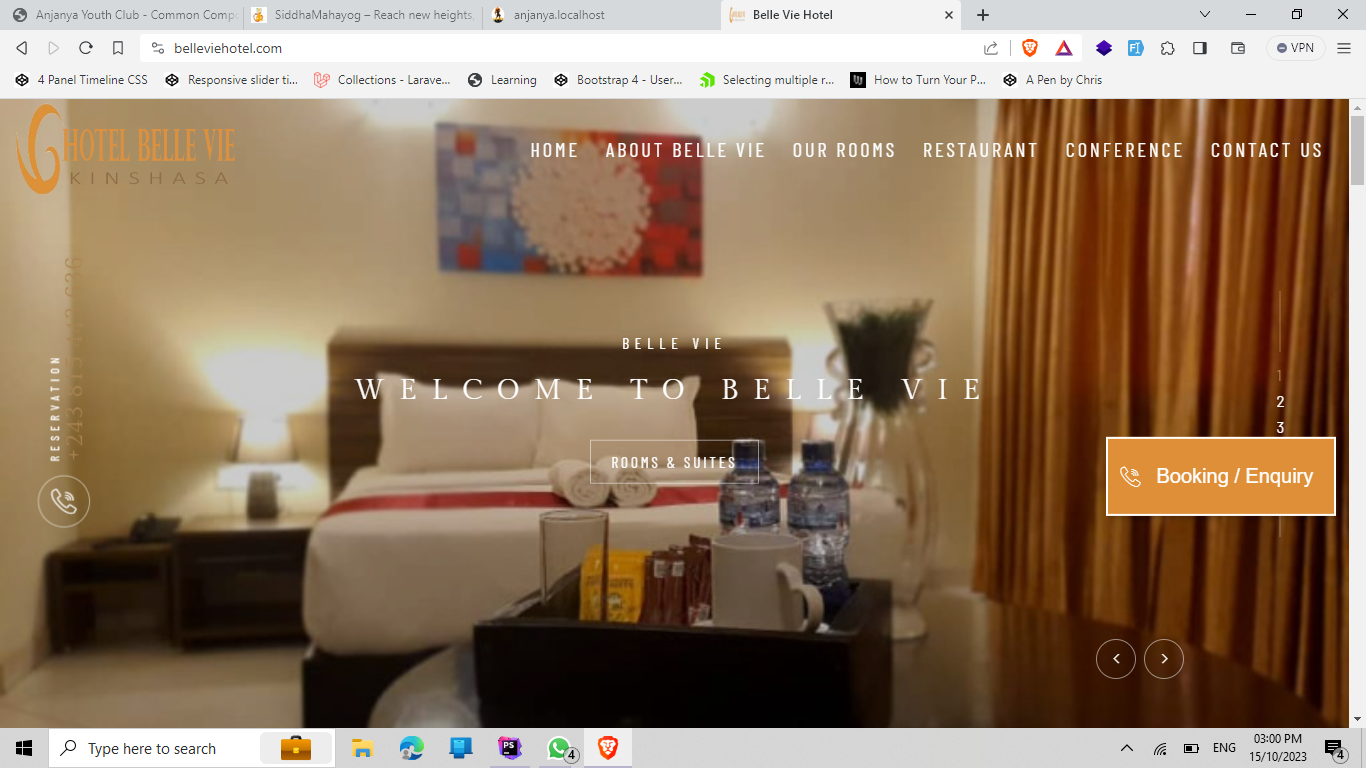 Anjanya Youth Club - Common Compo
SiddhaMahayog – Reach new heights,
anjanya.localhost
Belle Vie Hotel
belleviehotel.com
VPN
4 Panel Timeline CSS
Responsive slider ti...
Collections - Larave...
Learning
Bootstrap 4 - User...
Selecting multiple r...
How to Turn Your P...
A Pen by Chris
HOTEL BELLE VIE
KINSHASA
HOME
ABOUT BELLE VIE
OUR ROOMS
RESTAURANT
CONFERENCE
CONTACT US
RESERVATION
BELLE VIE
WELCOME TO BELLE VIE
ROOMS & SUITES
1
2
3
Booking / Enquiry
Type here to search
PS
4
ENG
03:00 PM
15/10/2023
4